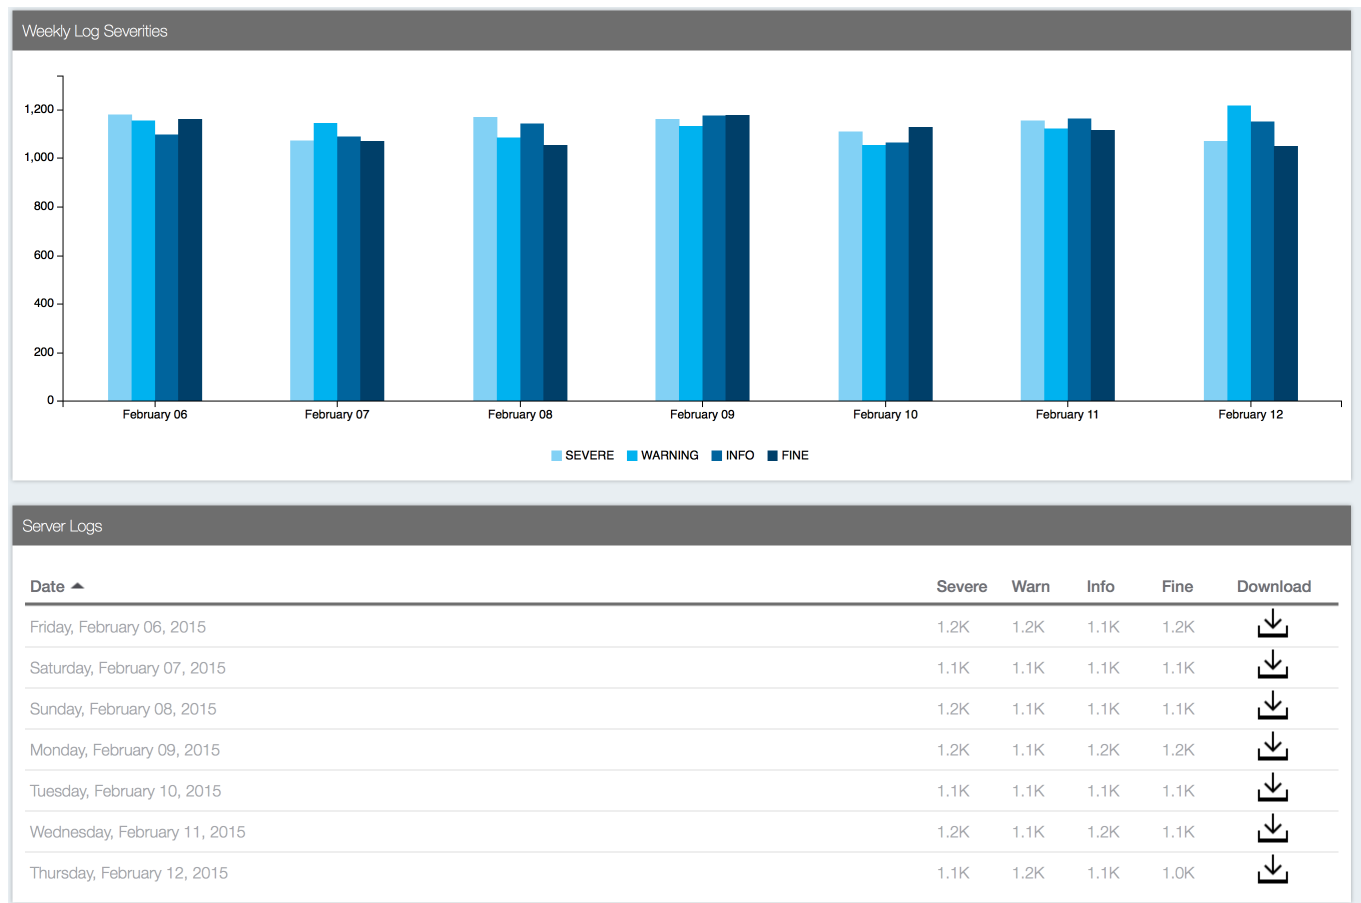 Weekly Log Severities
1,200
1,000
800
600
400
200
0
February 06 February 07 February 08 February 09 February 10 February 11 February 12
SEVERE WARNING INFO FINE
Server Logs
Date Severe Warn Info Fine Download
Friday, February 06, 2015 1.2K 1.2K 1.1K 1.2K
Saturday, February 07, 2015 1.1K 1.1K 1.1K 1.1K
Sunday, February 08, 2015 1.2K 1.1K 1.1K 1.1K
Monday, February 09, 2015 1.2K 1.1K 1.2K 1.2K
Tuesday, February 10, 2015 1.1K 1.1K 1.1K 1.1K
Wednesday, February 11, 2015 1.2K 1.1K 1.2K 1.1K
Thursday, February 12, 2015 1.1K 1.2K 1.1K 1.0K